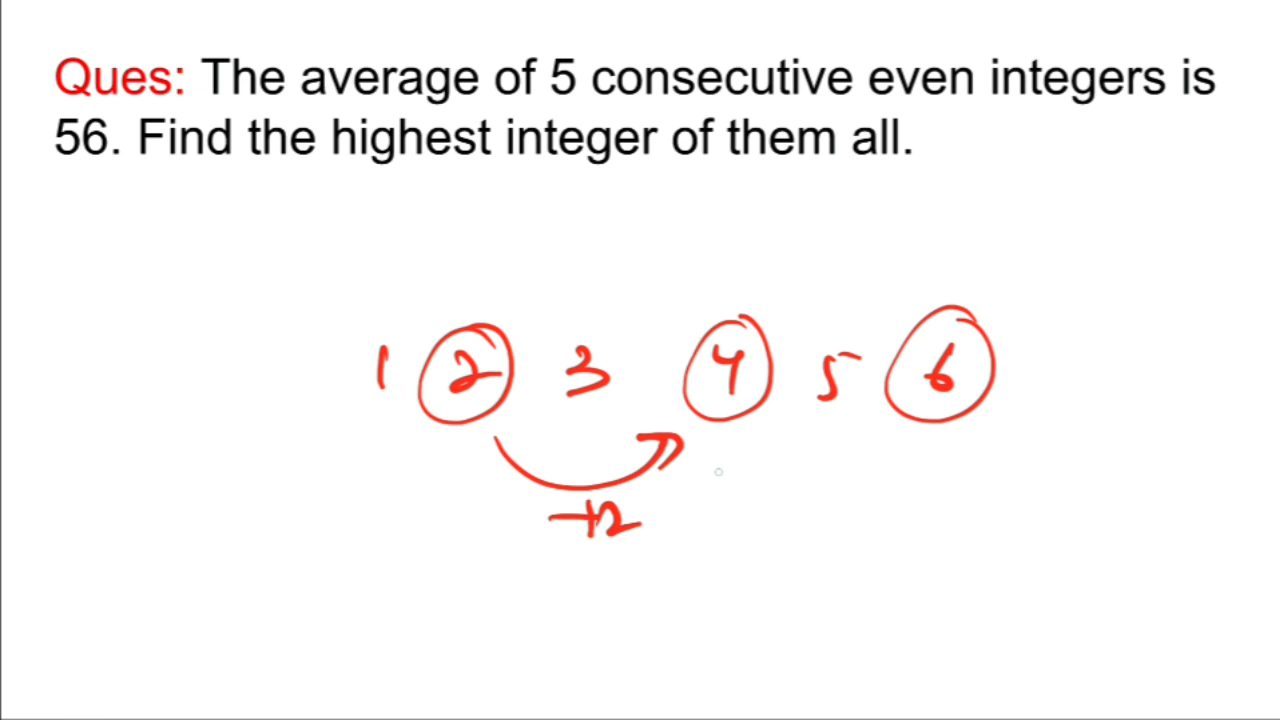 Ques: The average of 5 consecutive even integers is
56. Find the highest integer of them all.
1 2 3 4 5 6
+2